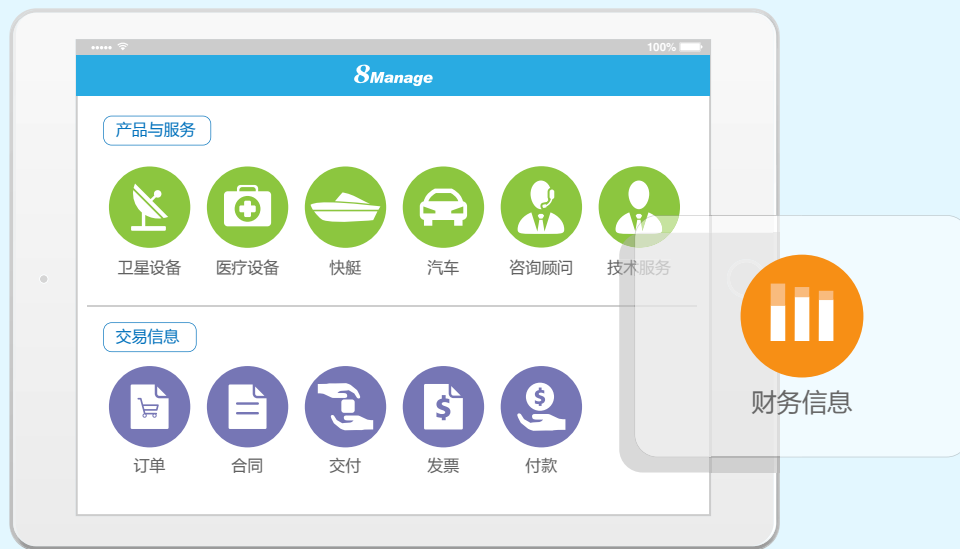 100%
8Manage
产品与服务
卫星设备 医疗设备 快艇 汽车 咨询顾问 技术服务
交易信息
财务信息
订单 合同 交付 发票 付款